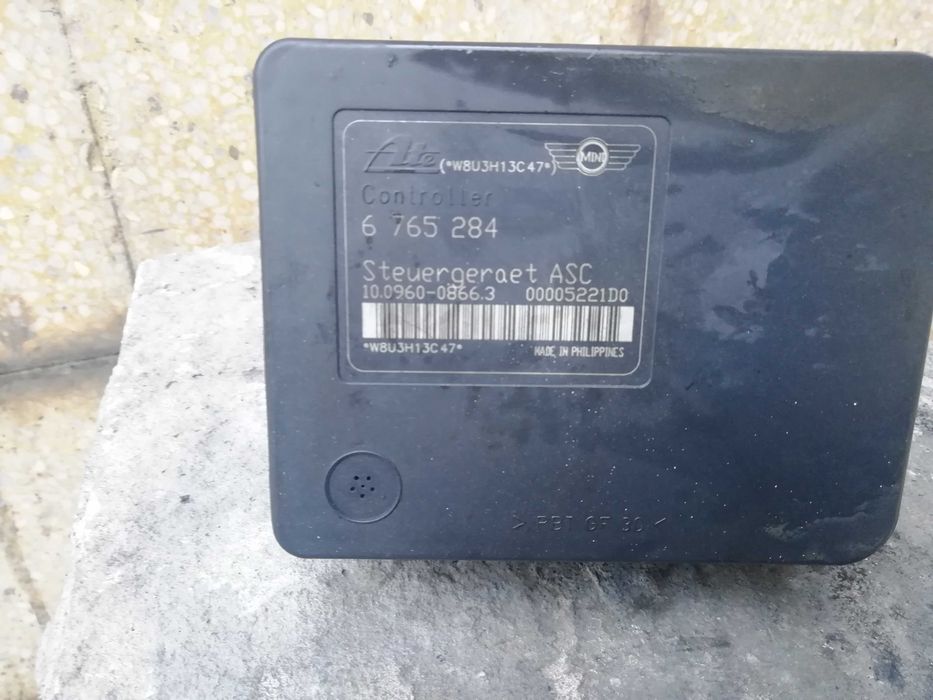 Ate (*W8U3H13C47*) MINI
Controller
6 765 284
Steuergeraet ASC
10.0960-0866.3 00005221D0
*W8U3H13C47* MADE IN PHILIPPINES
> PBT GF 30 <